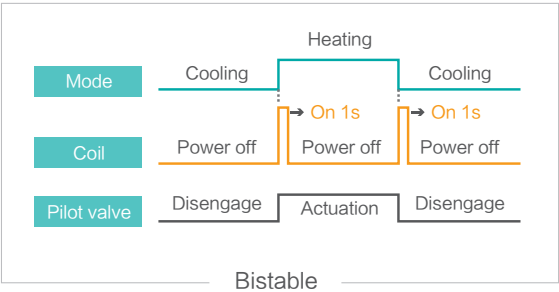 Heating
Mode Cooling Cooling
➔ On 1s ➔ On 1s
Coil Power off Power off Power off
Pilot valve Disengage Actuation Disengage
Bistable